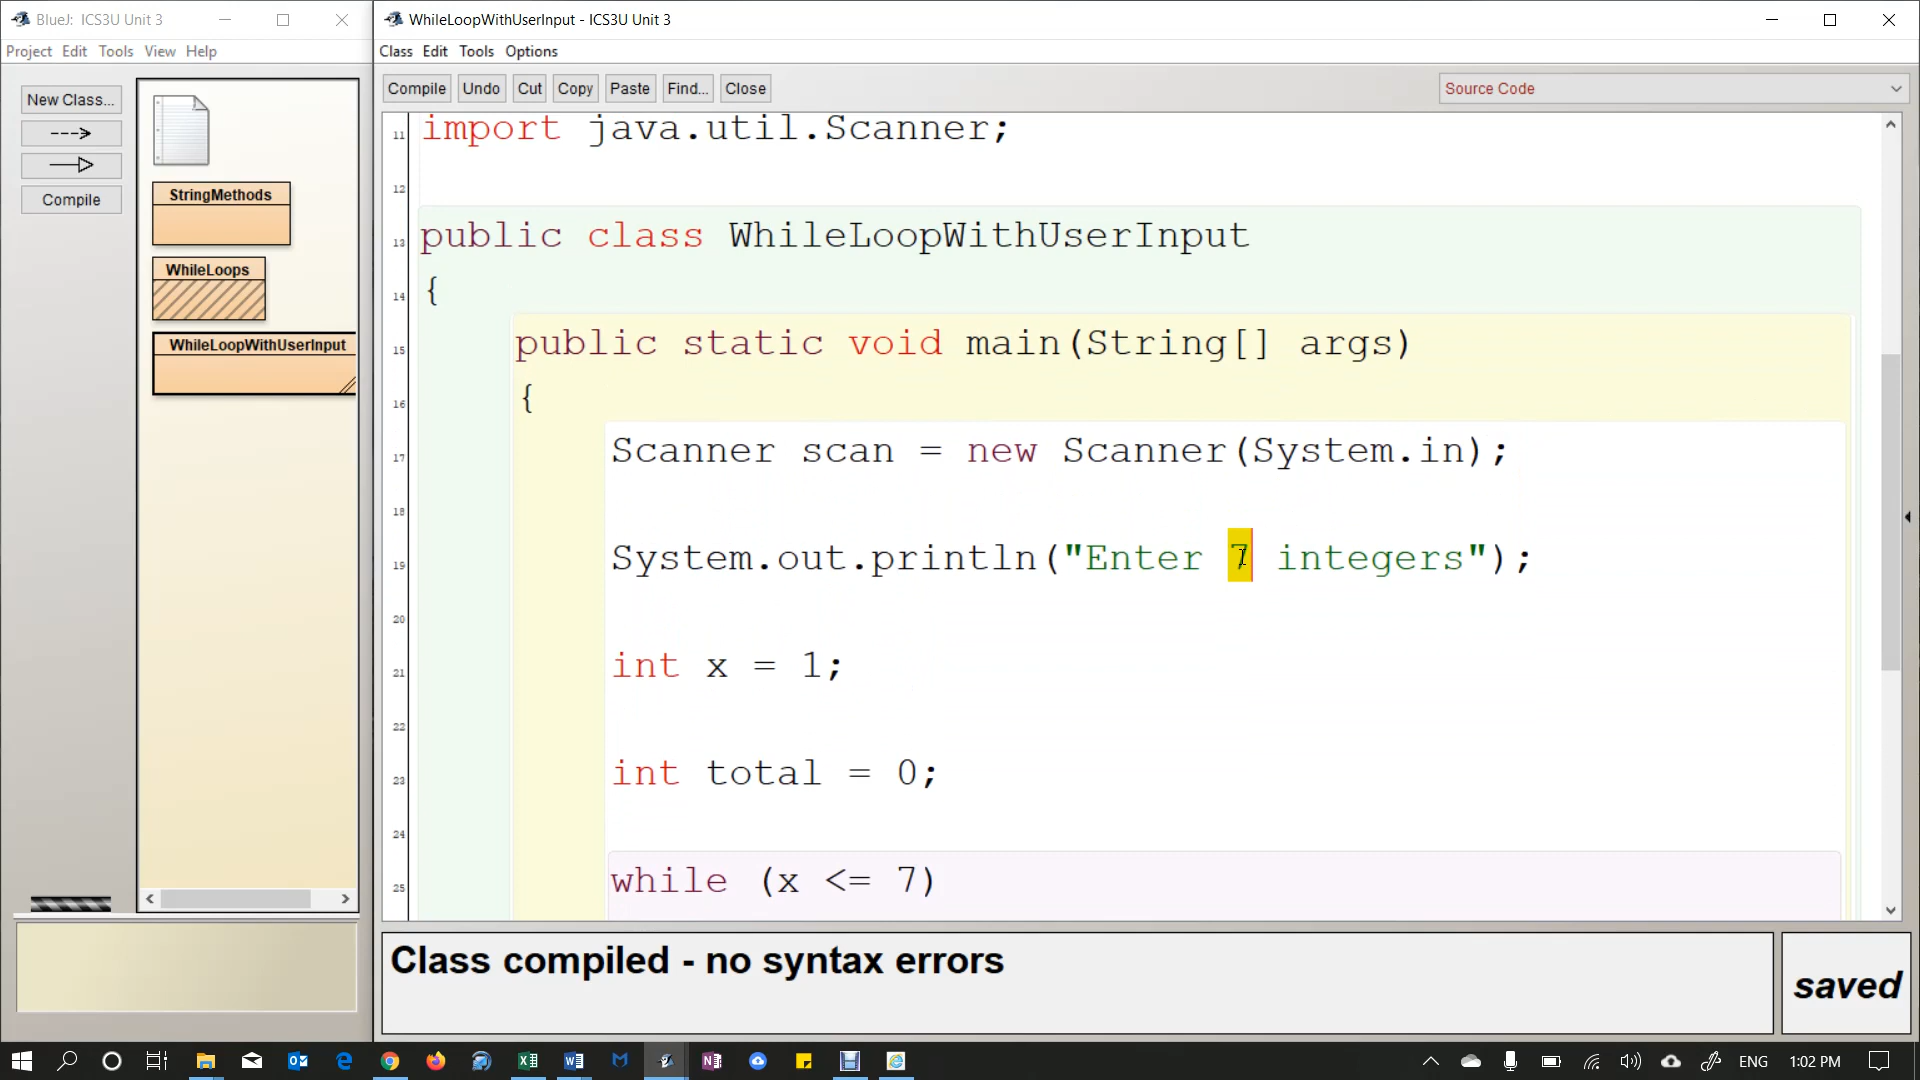 BlueJ: ICS3U Unit 3
Project Edit Tools View Help
New Class...
Compile
StringMethods
WhileLoops
WhileLoopWithUserInput
WhileLoopWithUserInput - ICS3U Unit 3
Class Edit Tools Options
Compile Undo Cut Copy Paste Find... Close
Source Code
11 import java.util.Scanner;
12
13 public class WhileLoopWithUserInput
14 {
15 public static void main(String[] args)
16 {
17 Scanner scan = new Scanner(System.in);
18
19 System.out.println("Enter 7 integers");
20
21 int x = 1;
22
23 int total = 0;
24
25 while (x <= 7)
Class compiled - no syntax errors
saved
ENG 1:02 PM